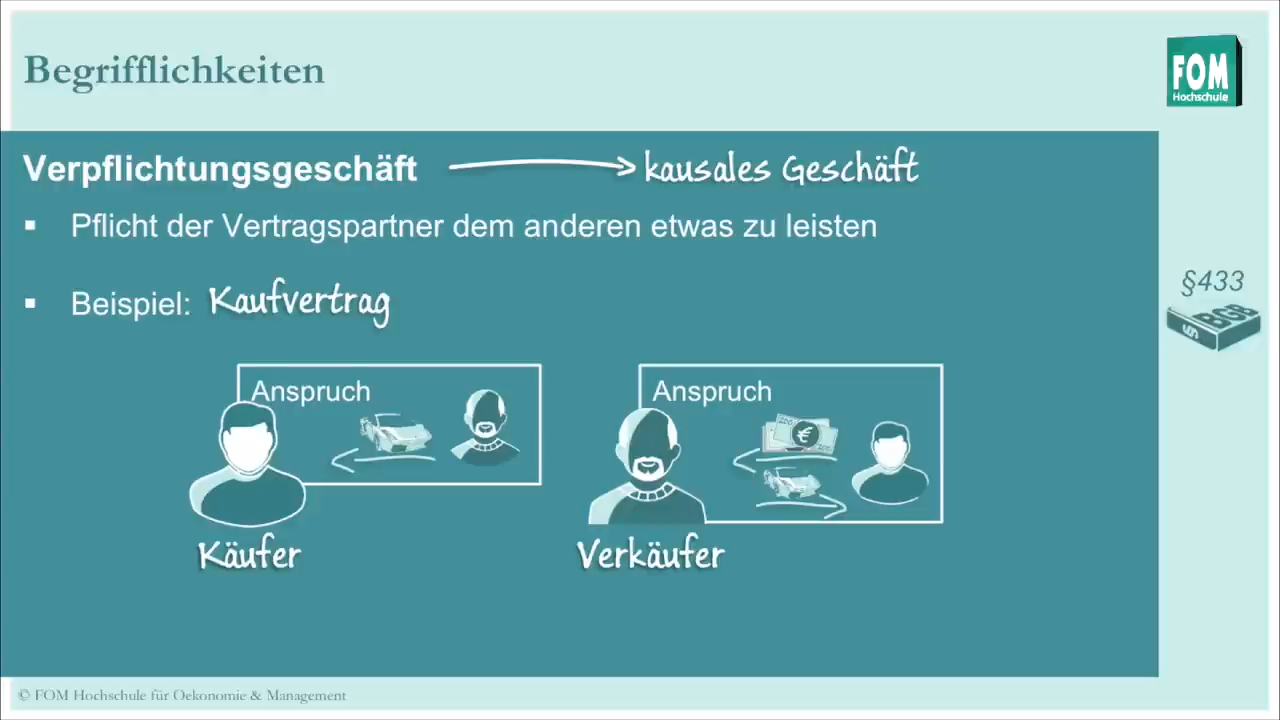 Begrifflichkeiten
FOM
Hochschule
Verpflichtungsgeschäft kausales Geschäft
▪ Pflicht der Vertragspartner dem anderen etwas zu leisten
▪ Beispiel: Kaufvertrag
§433
BGB
Anspruch Anspruch
Käufer Verkäufer
© FOM Hochschule für Oekonomie & Management